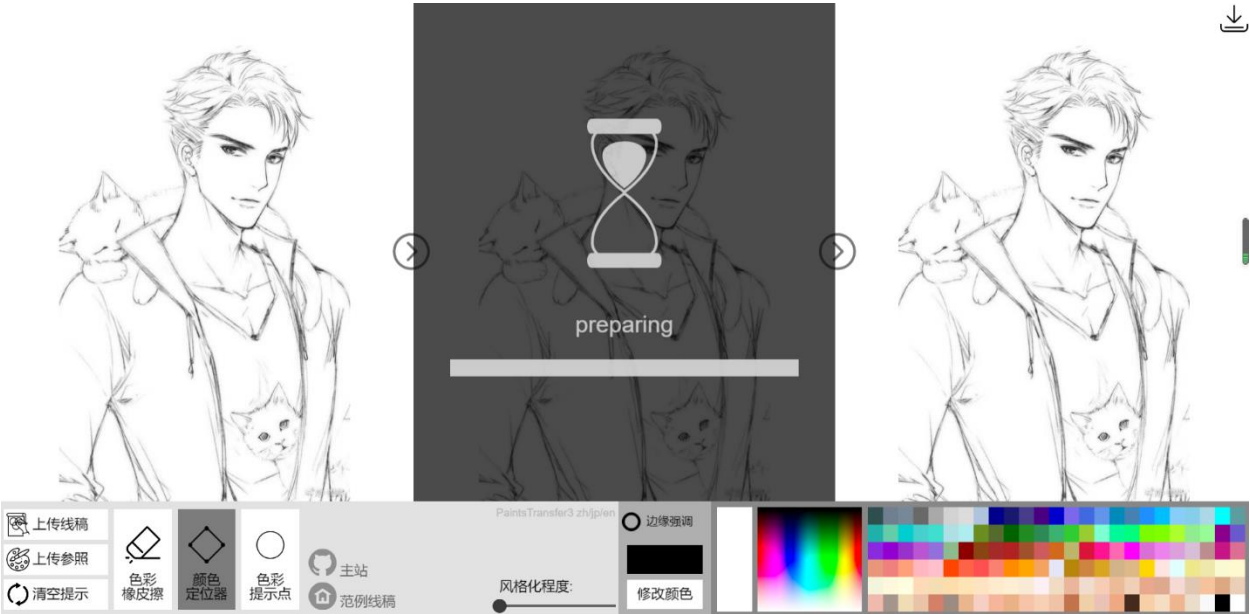 preparing
PaintsTransfer3 zh/jp/en
上传线稿
上传参照
清空提示
色彩
橡皮擦
颜色
定位器
色彩
提示点
主站
范例线稿
风格化程度:
边缘强调
修改颜色